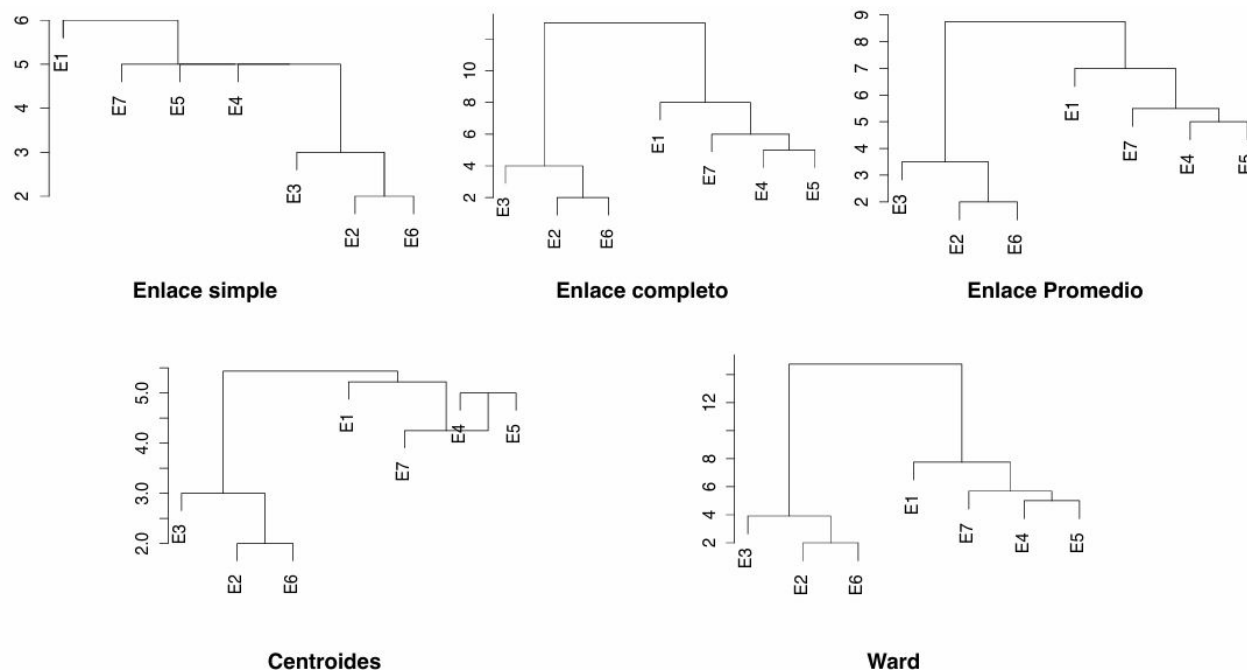 6
5
4
3
2
E1
E7
E5
E4
E3
E2
E6
Enlace simple
10
8
6
4
2
E3
E2
E6
E1
E7
E4
E5
Enlace completo
9
8
7
6
5
4
3
2
E3
E2
E6
E1
E7
E4
E5
Enlace Promedio
5.0
4.0
3.0
2.0
E3
E2
E6
E1
E7
E4
E5
Centroides
12
8
6
4
2
E3
E2
E6
E1
E7
E4
E5
Ward